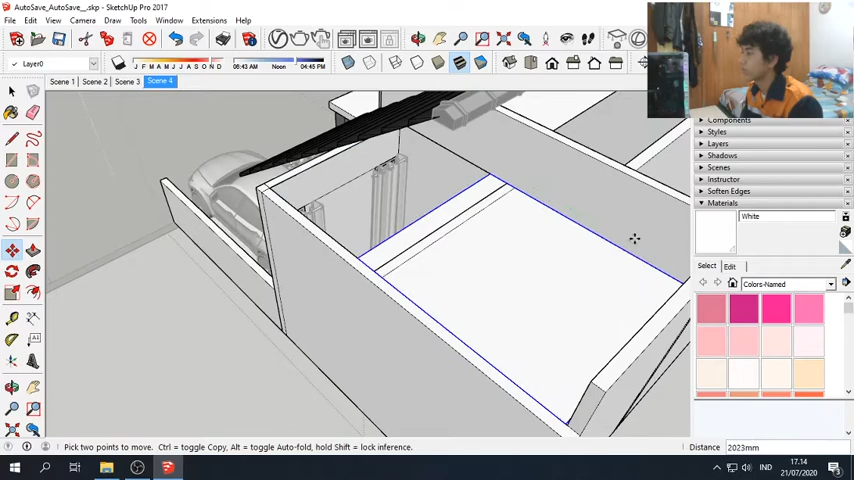 AutoSave_AutoSave__.skp - SketchUp Pro 2017
File Edit View Camera Draw Tools Window Extensions Help
Layer0
J F M A M J J A S O N D
06:43 AM Noon 04:45 PM
Scene 1 Scene 2 Scene 3 Scene 4
Components
Styles
Layers
Shadows
Scenes
Instructor
Soft Edges
Materials
White
Select Edit
Colors-Named
Pick two points to move. Ctrl = toggle Copy, Alt = toggle Auto-fold, hold Shift = lock inference.
Distance 2023mm
IND
17.14
21/07/2020